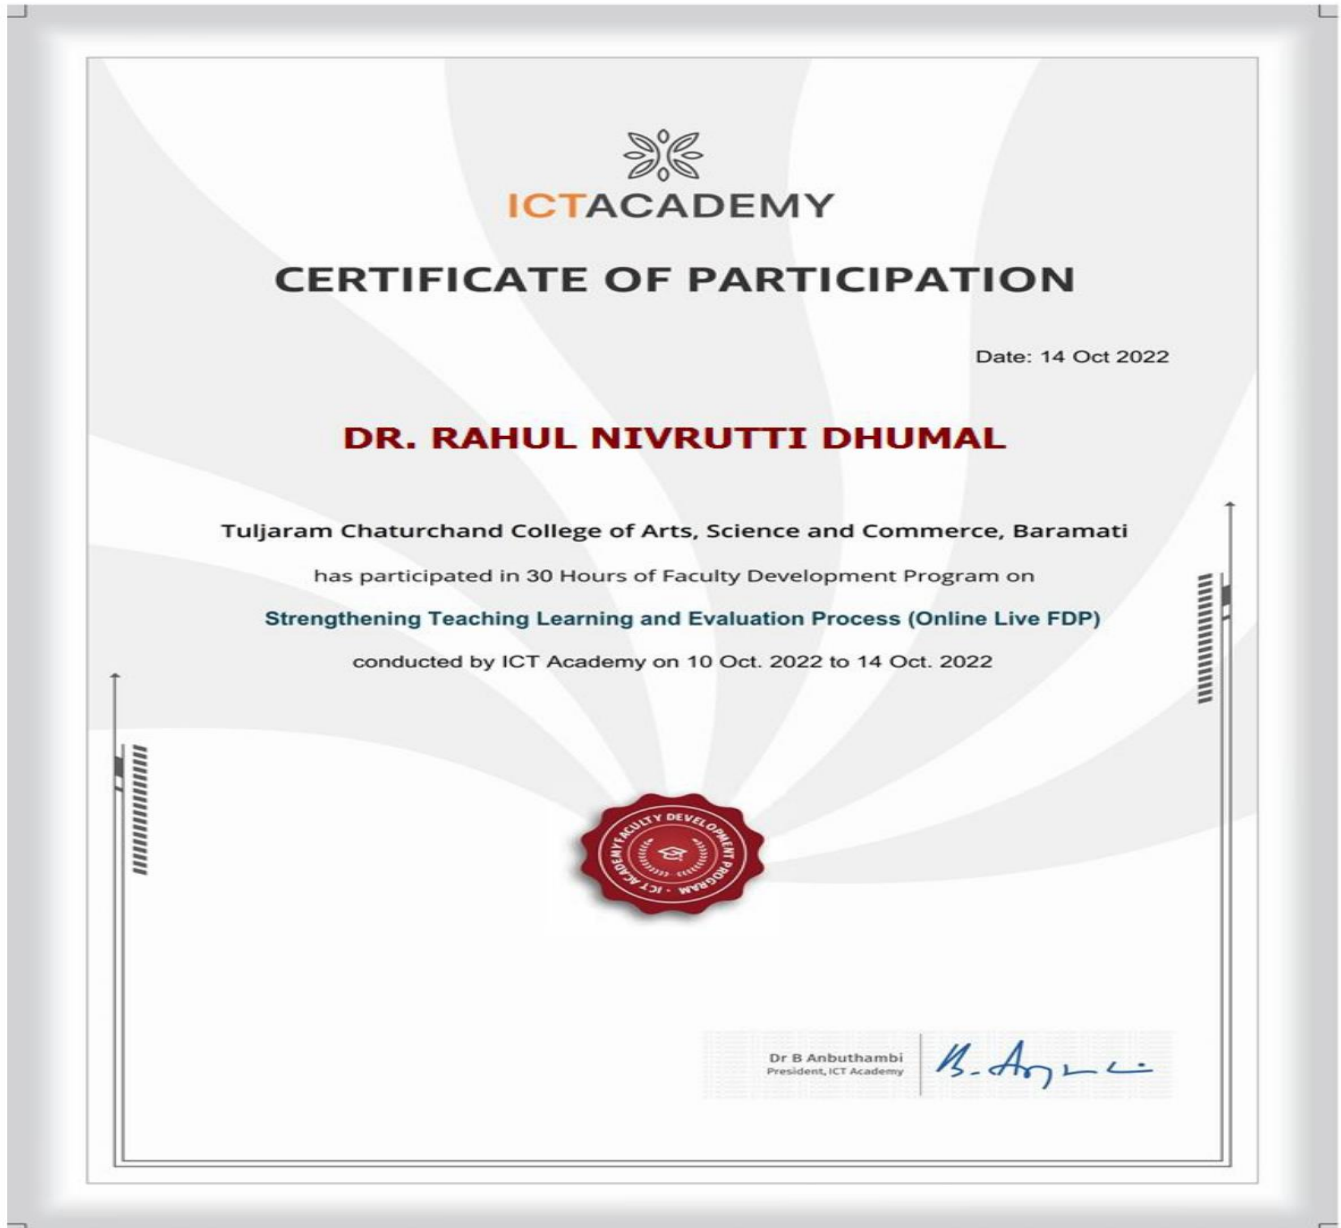 ICTACADEMY
CERTIFICATE OF PARTICIPATION
Date: 14 Oct 2022
DR. RAHUL NIVRUTTI DHUMAL
Tuljaram Chaturchand College of Arts, Science and Commerce, Baramati
has participated in 30 Hours of Faculty Development Program on
Strengthening Teaching Learning and Evaluation Process (Online Live FDP)
conducted by ICT Academy on 10 Oct. 2022 to 14 Oct. 2022
FACULTY DEVELOPMENT PROGRAM · ICT ACADEMY
Dr B Anbuthambi
President, ICT Academy